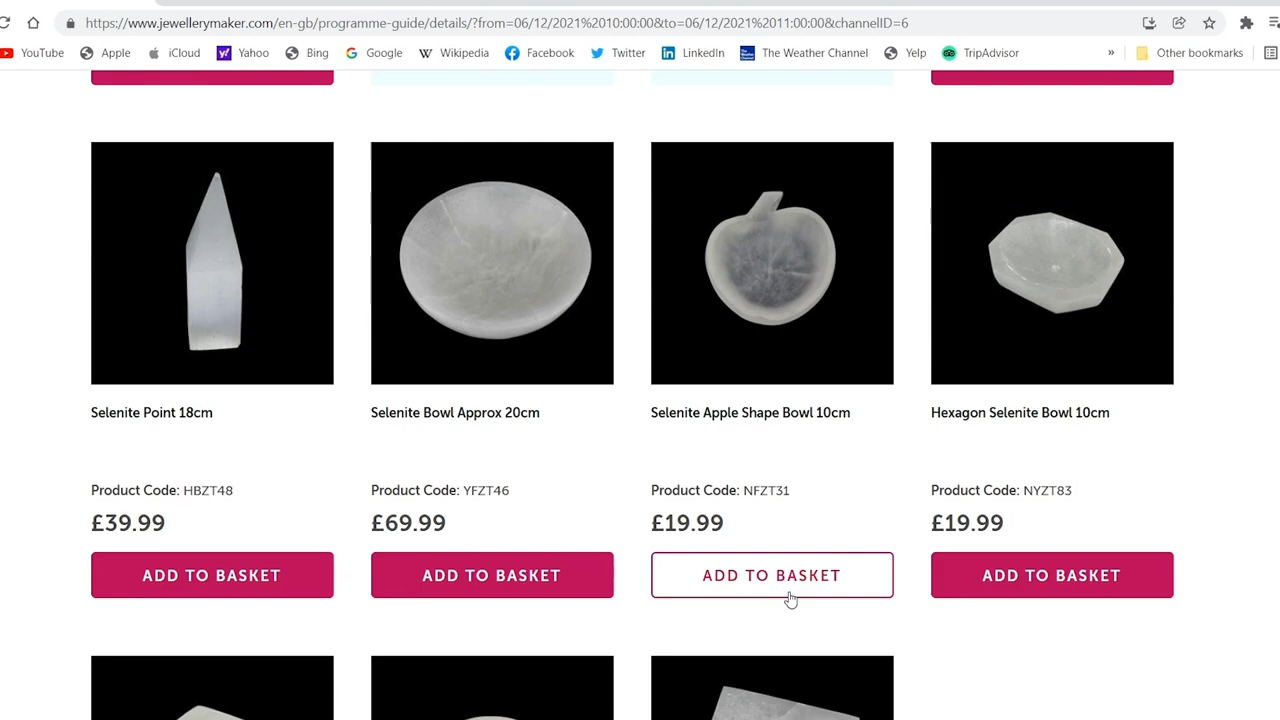 https://www.jewellerymaker.com/en-gb/programme-guide/details/?from=06/12/2021%2010:00:00&to=06/12/2021%2011:00:00&channelID=6
YouTube Apple iCloud Yahoo Bing Google Wikipedia Facebook Twitter LinkedIn The Weather Channel Yelp TripAdvisor » Other bookmarks
Selenite Point 18cm
Selenite Bowl Approx 20cm
Selenite Apple Shape Bowl 10cm
Hexagon Selenite Bowl 10cm
Product Code: HBZT48
Product Code: YFZT46
Product Code: NFZT31
Product Code: NYZT83
£39.99
£69.99
£19.99
£19.99
ADD TO BASKET
ADD TO BASKET
ADD TO BASKET
ADD TO BASKET